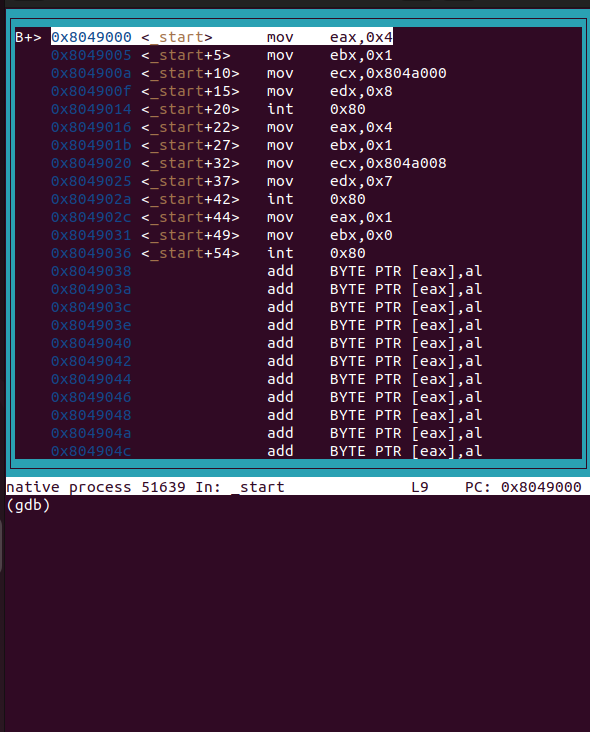 B+> 0x8049000 <_start> mov eax,0x4
0x8049005 <_start+5> mov ebx,0x1
0x804900a <_start+10> mov ecx,0x804a000
0x804900f <_start+15> mov edx,0x8
0x8049014 <_start+20> int 0x80
0x8049016 <_start+22> mov eax,0x4
0x804901b <_start+27> mov ebx,0x1
0x8049020 <_start+32> mov ecx,0x804a008
0x8049025 <_start+37> mov edx,0x7
0x804902a <_start+42> int 0x80
0x804902c <_start+44> mov eax,0x1
0x8049031 <_start+49> mov ebx,0x0
0x8049036 <_start+54> int 0x80
0x8049038 add BYTE PTR [eax],al
0x804903a add BYTE PTR [eax],al
0x804903c add BYTE PTR [eax],al
0x804903e add BYTE PTR [eax],al
0x8049040 add BYTE PTR [eax],al
0x8049042 add BYTE PTR [eax],al
0x8049044 add BYTE PTR [eax],al
0x8049046 add BYTE PTR [eax],al
0x8049048 add BYTE PTR [eax],al
0x804904a add BYTE PTR [eax],al
0x804904c add BYTE PTR [eax],al
native process 51639 In: _start L9 PC: 0x8049000
(gdb)